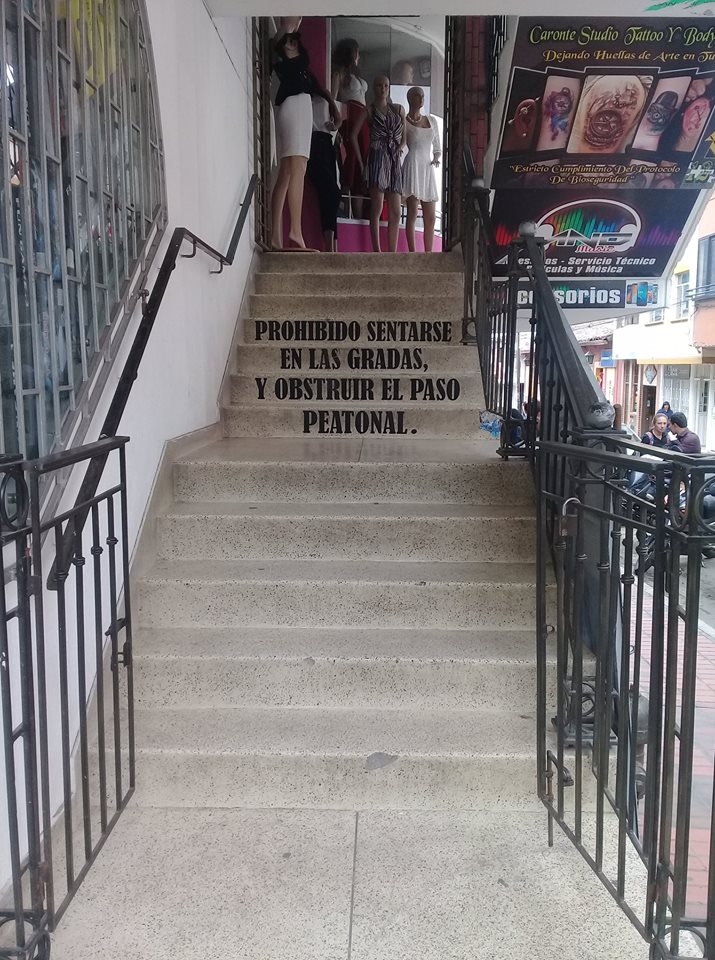 Caronte Studio Tattoo Y Body
Dejando Huellas de Arte en Tu
"Estricto Cumplimiento Del Protocolo
De Bioseguridad"
Music
- Servicio Técnico
y Música
PROHIBIDO SENTARSE
EN LAS GRADAS,
Y OBSTRUIR EL PASO
PEATONAL.